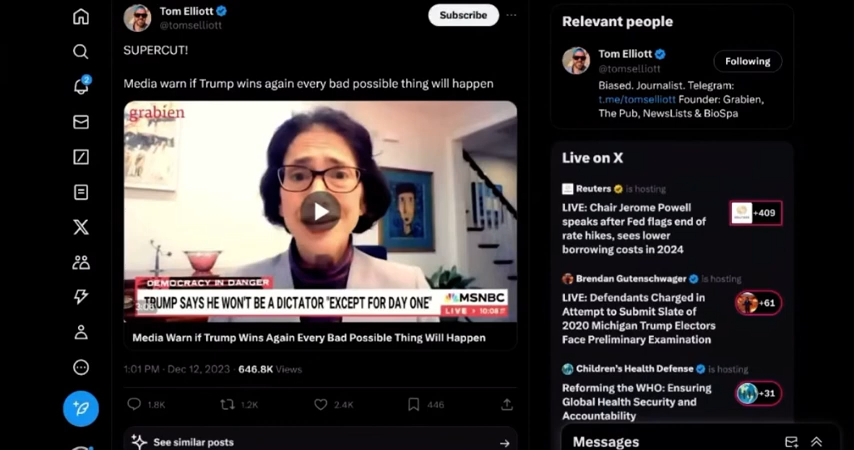 Tom Elliott
@tomselliott
Subscribe
SUPERCUT!
Media warn if Trump wins again every bad possible thing will happen
grabien
DEMOCRACY IN DANGER
TRUMP SAYS HE WON'T BE A DICTATOR "EXCEPT FOR DAY ONE"
MSNBC
LIVE
Media Warn if Trump Wins Again Every Bad Possible Thing Will Happen
1:01 PM · Dec 12, 2023 · 646.8K Views
1.8K
1.2K
2.4K
446
See similar posts
2
Relevant people
Tom Elliott
@tomselliott
Following
Biased. Journalist. Telegram:
t.me/tomselliott Founder: Grabien,
The Pub, NewsLists & BioSpa
Live on X
Reuters is hosting
LIVE: Chair Jerome Powell
speaks after Fed flags end of
rate hikes, sees lower
borrowing costs in 2024
+409
Brendan Gutenschwager is hosting
LIVE: Defendants Charged in
Attempt to Submit Slate of
2020 Michigan Trump Electors
Face Preliminary Examination
+61
Children's Health Defense is hosting
Reforming the WHO: Ensuring
Global Health Security and
Accountability
+31
Messages